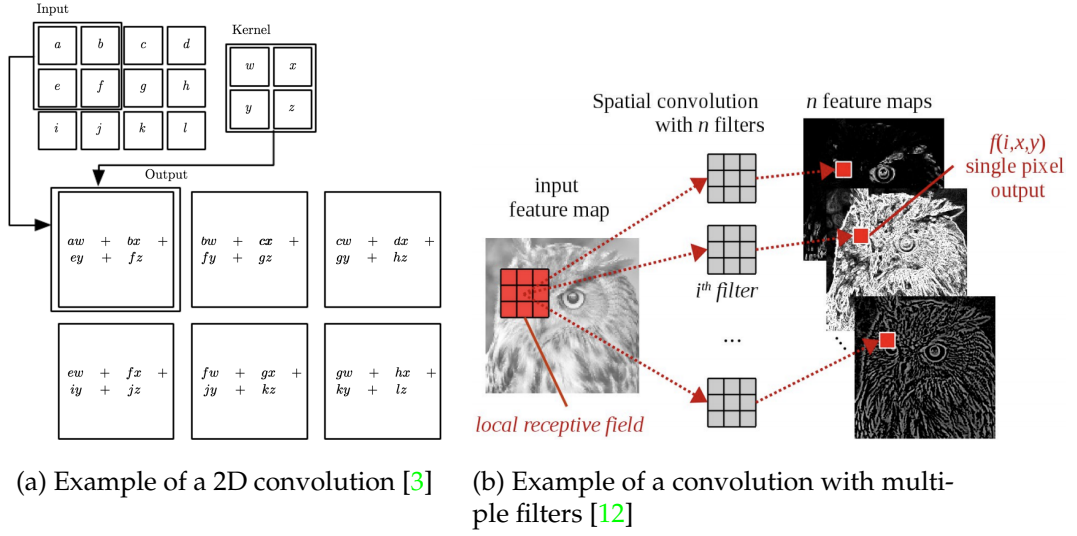 Input
a b c d
e f g h
i j k l
Kernel
w x
y z
Output
aw + bx +
ey + fz
bw + cx +
fy + gz
cw + dx +
gy + hz
ew + fx +
iy + jz
fw + gx +
jy + kz
gw + hx +
ky + lz
(a) Example of a 2D convolution [3]
Spatial convolution
with n filters
n feature maps
f(i,x,y)
single pixel
output
input
feature map
i^th filter
...
...
local receptive field
(b) Example of a convolution with multi-
ple filters [12]